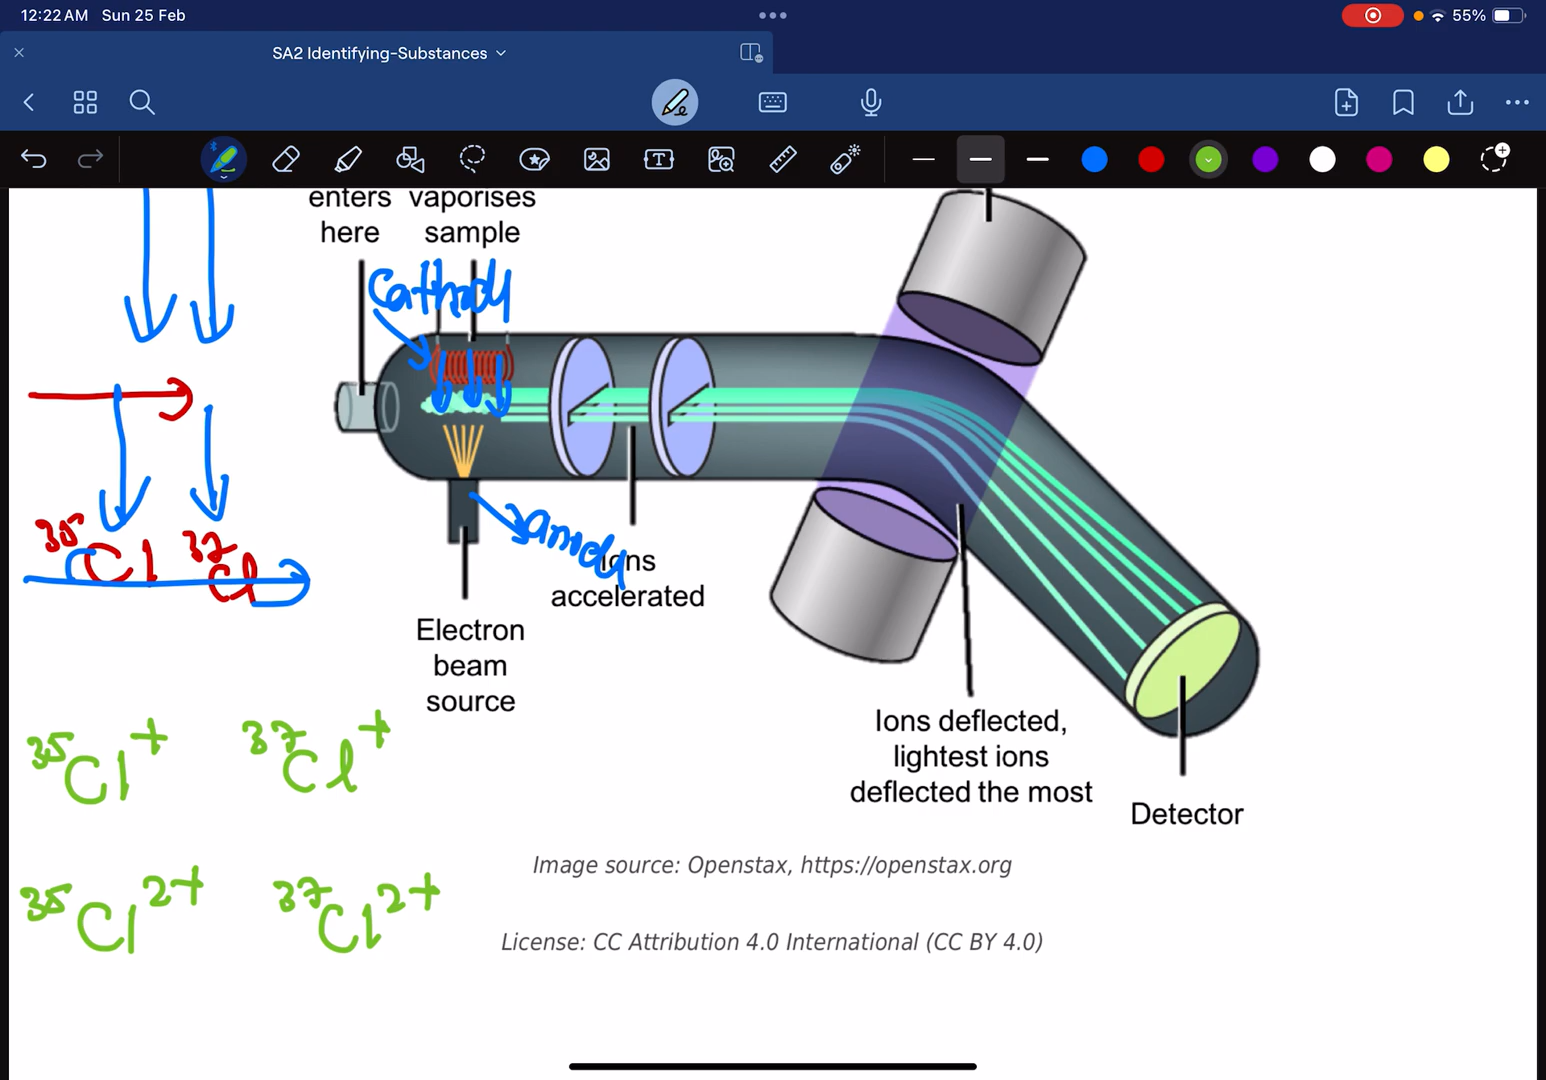 12:22 AM Sun 25 Feb
55%
SA2 Identifying-Substances
T
enters here
vaporises sample
Cathode
35Cl 37Cl
anode
Ions accelerated
Electron beam source
35Cl+ 37Cl+
Ions deflected, lightest ions deflected the most
Detector
Image source: Openstax, https://openstax.org
35Cl2+ 37Cl2+
License: CC Attribution 4.0 International (CC BY 4.0)